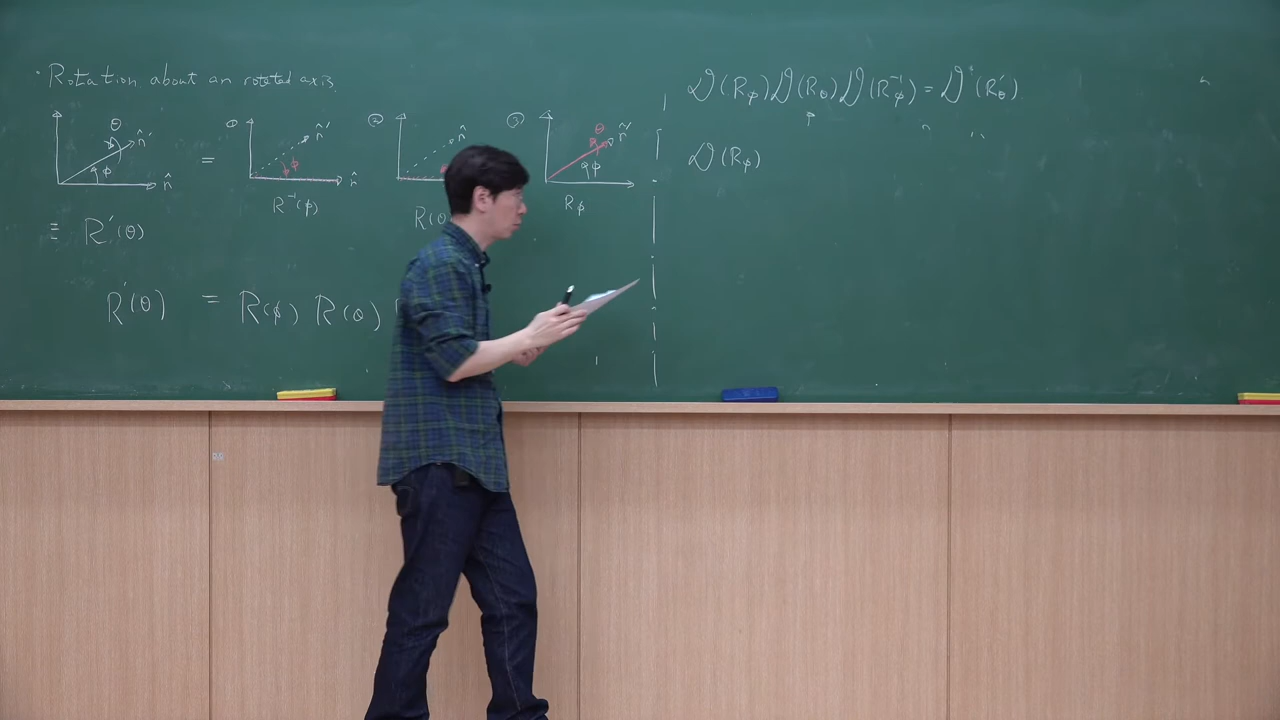 · Rotation about an rotated axis.
θ n̂' φ n̂ = ① n̂' φ n̂ ② n̂ ③ θ n̂' φ
R⁻¹(φ) R(θ R_φ
≡ R'(θ)
R'(θ) = R(φ) R(θ)
𝒟(R_φ)𝒟(R_θ)𝒟(R_φ⁻¹) = 𝒟(R'_θ)
𝒟(R_φ)